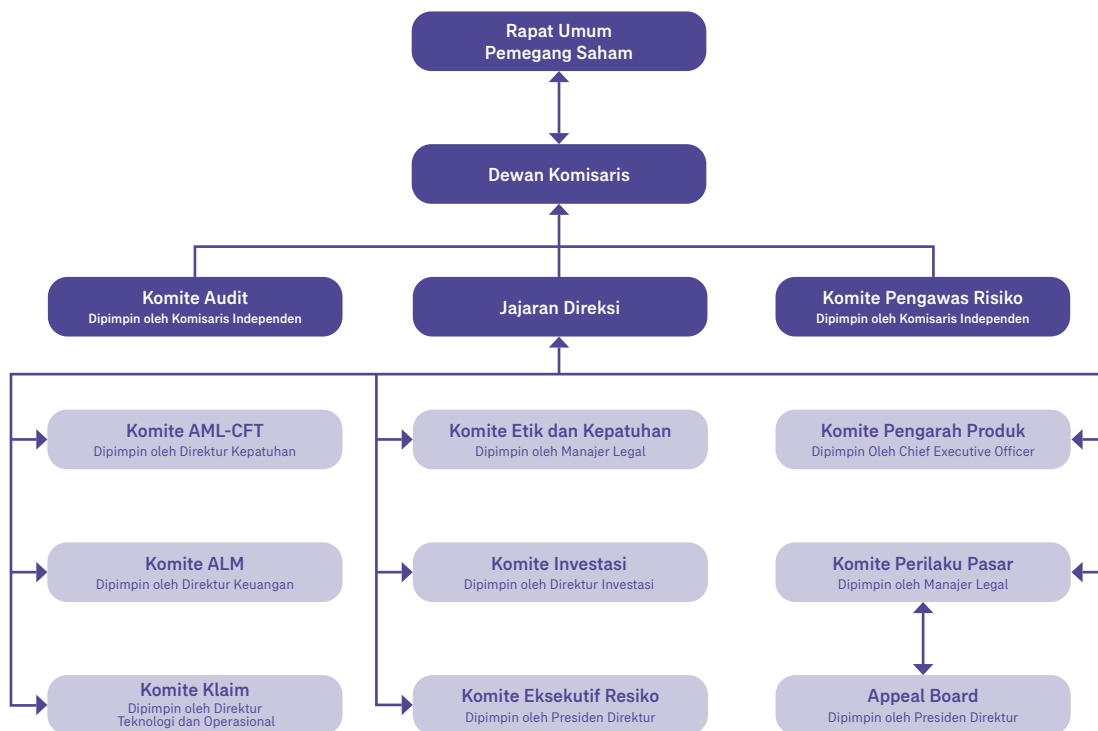 Rapat Umum
Pemegang Saham
Dewan Komisaris
Komite Audit
Dipimpin oleh Komisaris Independen
Jajaran Direksi
Komite Pengawas Risiko
Dipimpin oleh Komisaris Independen
Komite AML-CFT
Dipimpin oleh Direktur Kepatuhan
Komite Etik dan Kepatuhan
Dipimpin oleh Manajer Legal
Komite Pengarah Produk
Dipimpin Oleh Chief Executive Officer
Komite ALM
Dipimpin oleh Direktur Keuangan
Komite Investasi
Dipimpin oleh Direktur Investasi
Komite Perilaku Pasar
Dipimpin oleh Manajer Legal
Komite Klaim
Dipimpin oleh Direktur
Teknologi dan Operasional
Komite Eksekutif Resiko
Dipimpin oleh Presiden Direktur
Appeal Board
Dipimpin oleh Presiden Direktur